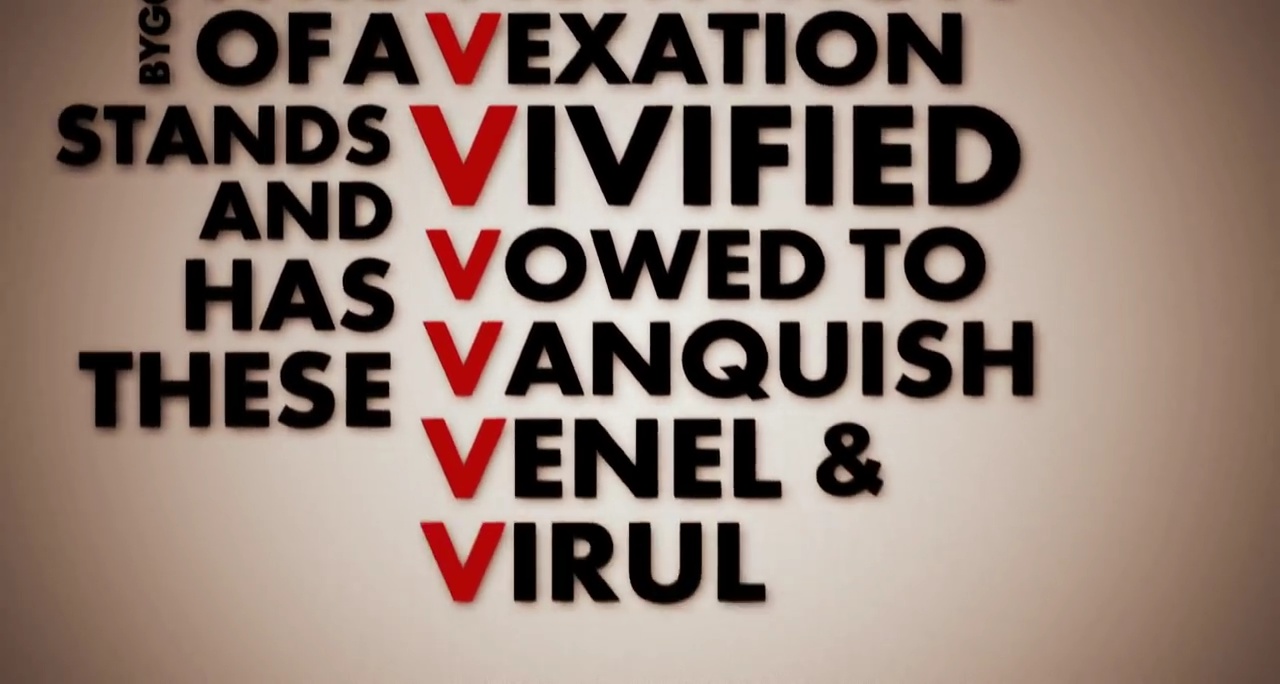 OF A VEXATION
STANDS VIVIFIED
AND VOWED TO
HAS VANQUISH
THESE VENEL &
VIRUL